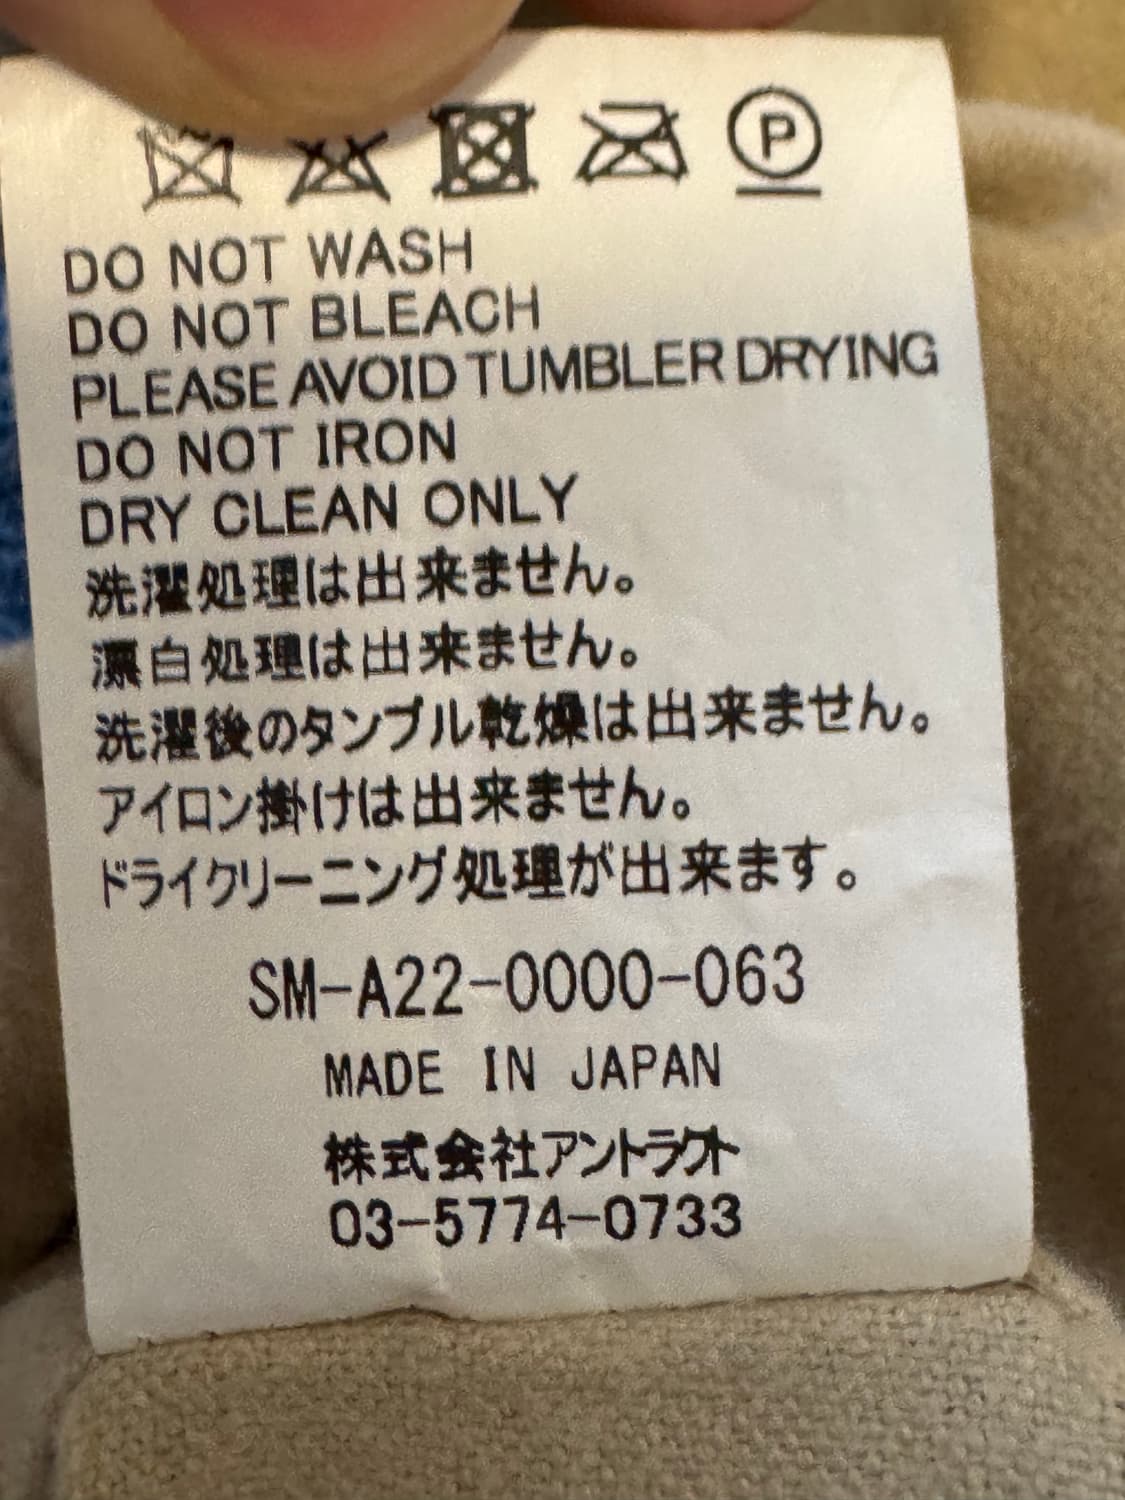 P
DO NOT WASH
DO NOT BLEACH
PLEASE AVOID TUMBLER DRYING
DO NOT IRON
DRY CLEAN ONLY
洗濯処理は出来ません。
漂白処理は出来ません。
洗濯後のタンブル乾燥は出来ません。
アイロン掛けは出来ません。
ドライクリーニング処理が出来ます。
SM-A22-0000-063
MADE IN JAPAN
株式会社アントラクト
03-5774-0733